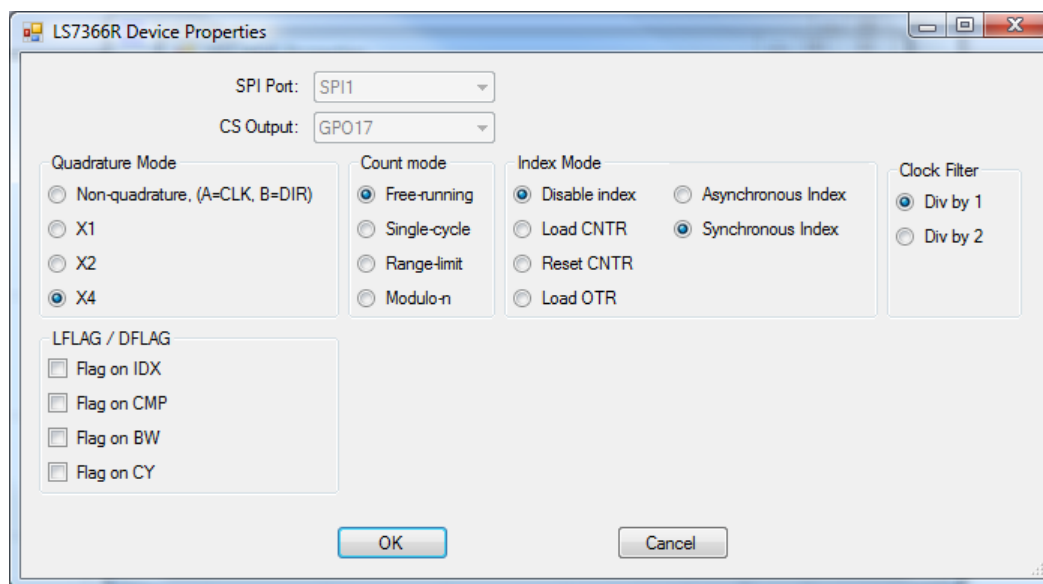 LS7366R Device Properties
SPI Port: SPI1
CS Output: GPO17
Quadrature Mode
Non-quadrature, (A=CLK, B=DIR)
X1
X2
X4
Count mode
Free-running
Single-cycle
Range-limit
Modulo-n
Index Mode
Disable index Asynchronous Index
Load CNTR Synchronous Index
Reset CNTR
Load OTR
Clock Filter
Div by 1
Div by 2
LFLAG / DFLAG
Flag on IDX
Flag on CMP
Flag on BW
Flag on CY
OK Cancel